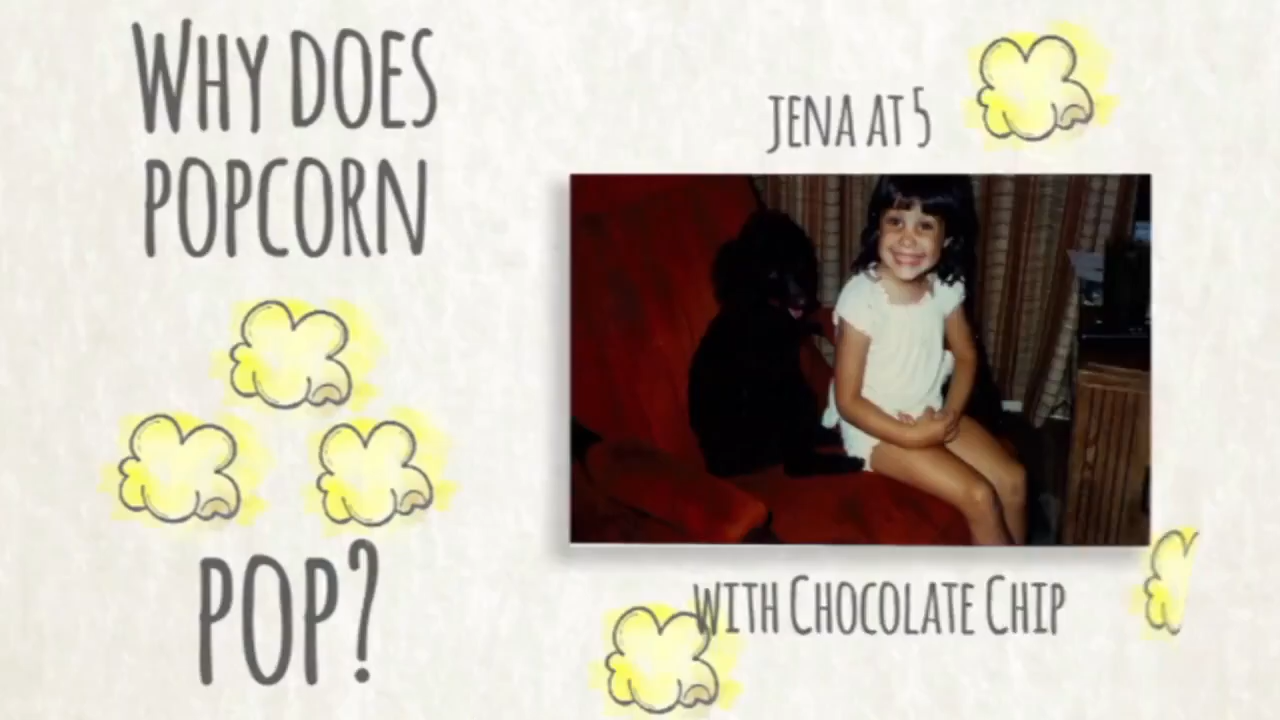 WHY DOES
POPCORN
POP?
JENA AT 5
WITH CHOCOLATE CHIP